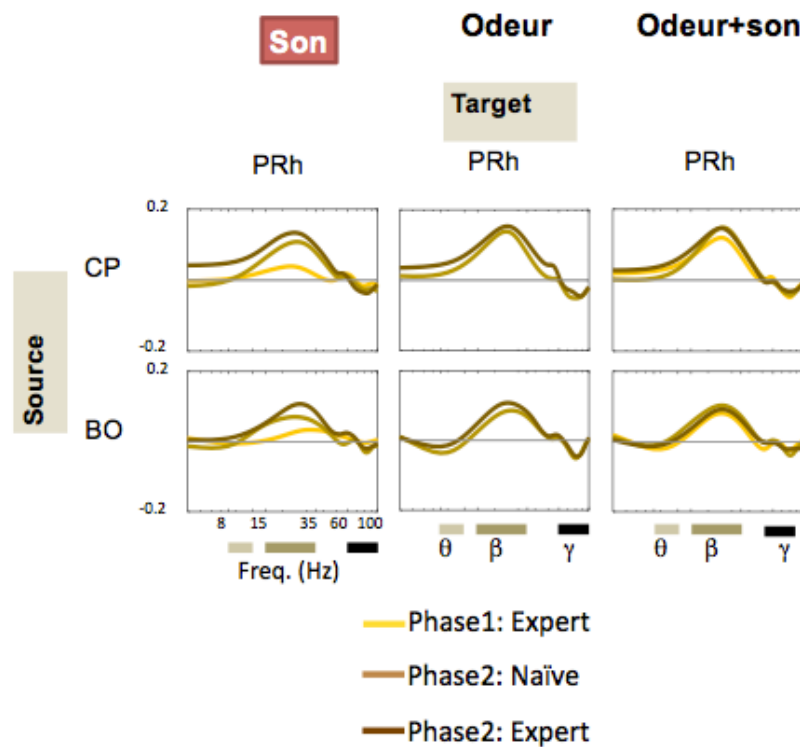 Son Odeur Odeur+son
Target
PRh PRh PRh
0.2
CP
-0.2
Source
0.2
BO
-0.2
8 15 35 60 100
θ β γ θ β γ
Freq. (Hz)
Phase1: Expert
Phase2: Naïve
Phase2: Expert